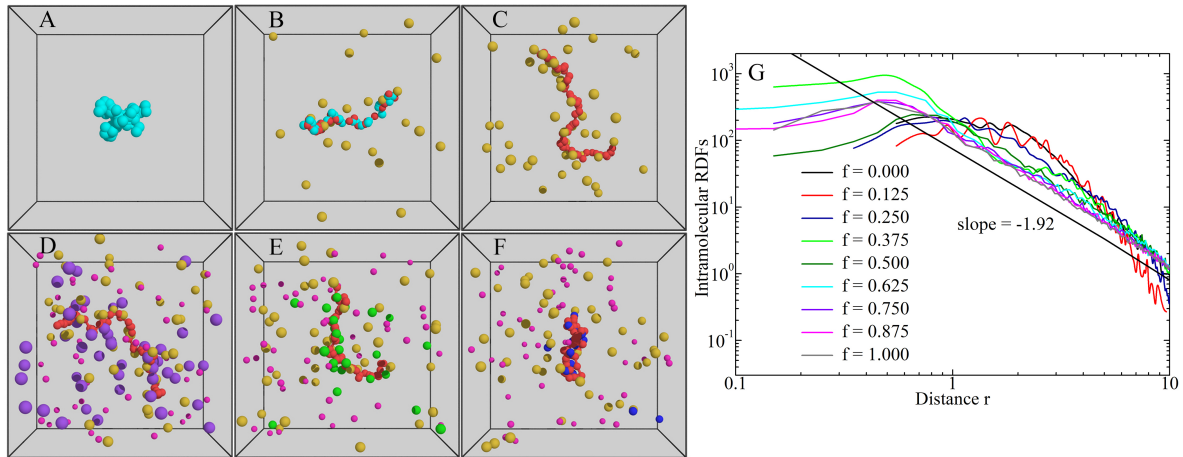 A
B
C
D
E
F
G
Intramolecular RDFs
10³
10²
10¹
10⁰
10⁻¹
f = 0.000
f = 0.125
f = 0.250
f = 0.375
f = 0.500
f = 0.625
f = 0.750
f = 0.875
f = 1.000
slope = -1.92
0.1
1
10
Distance r